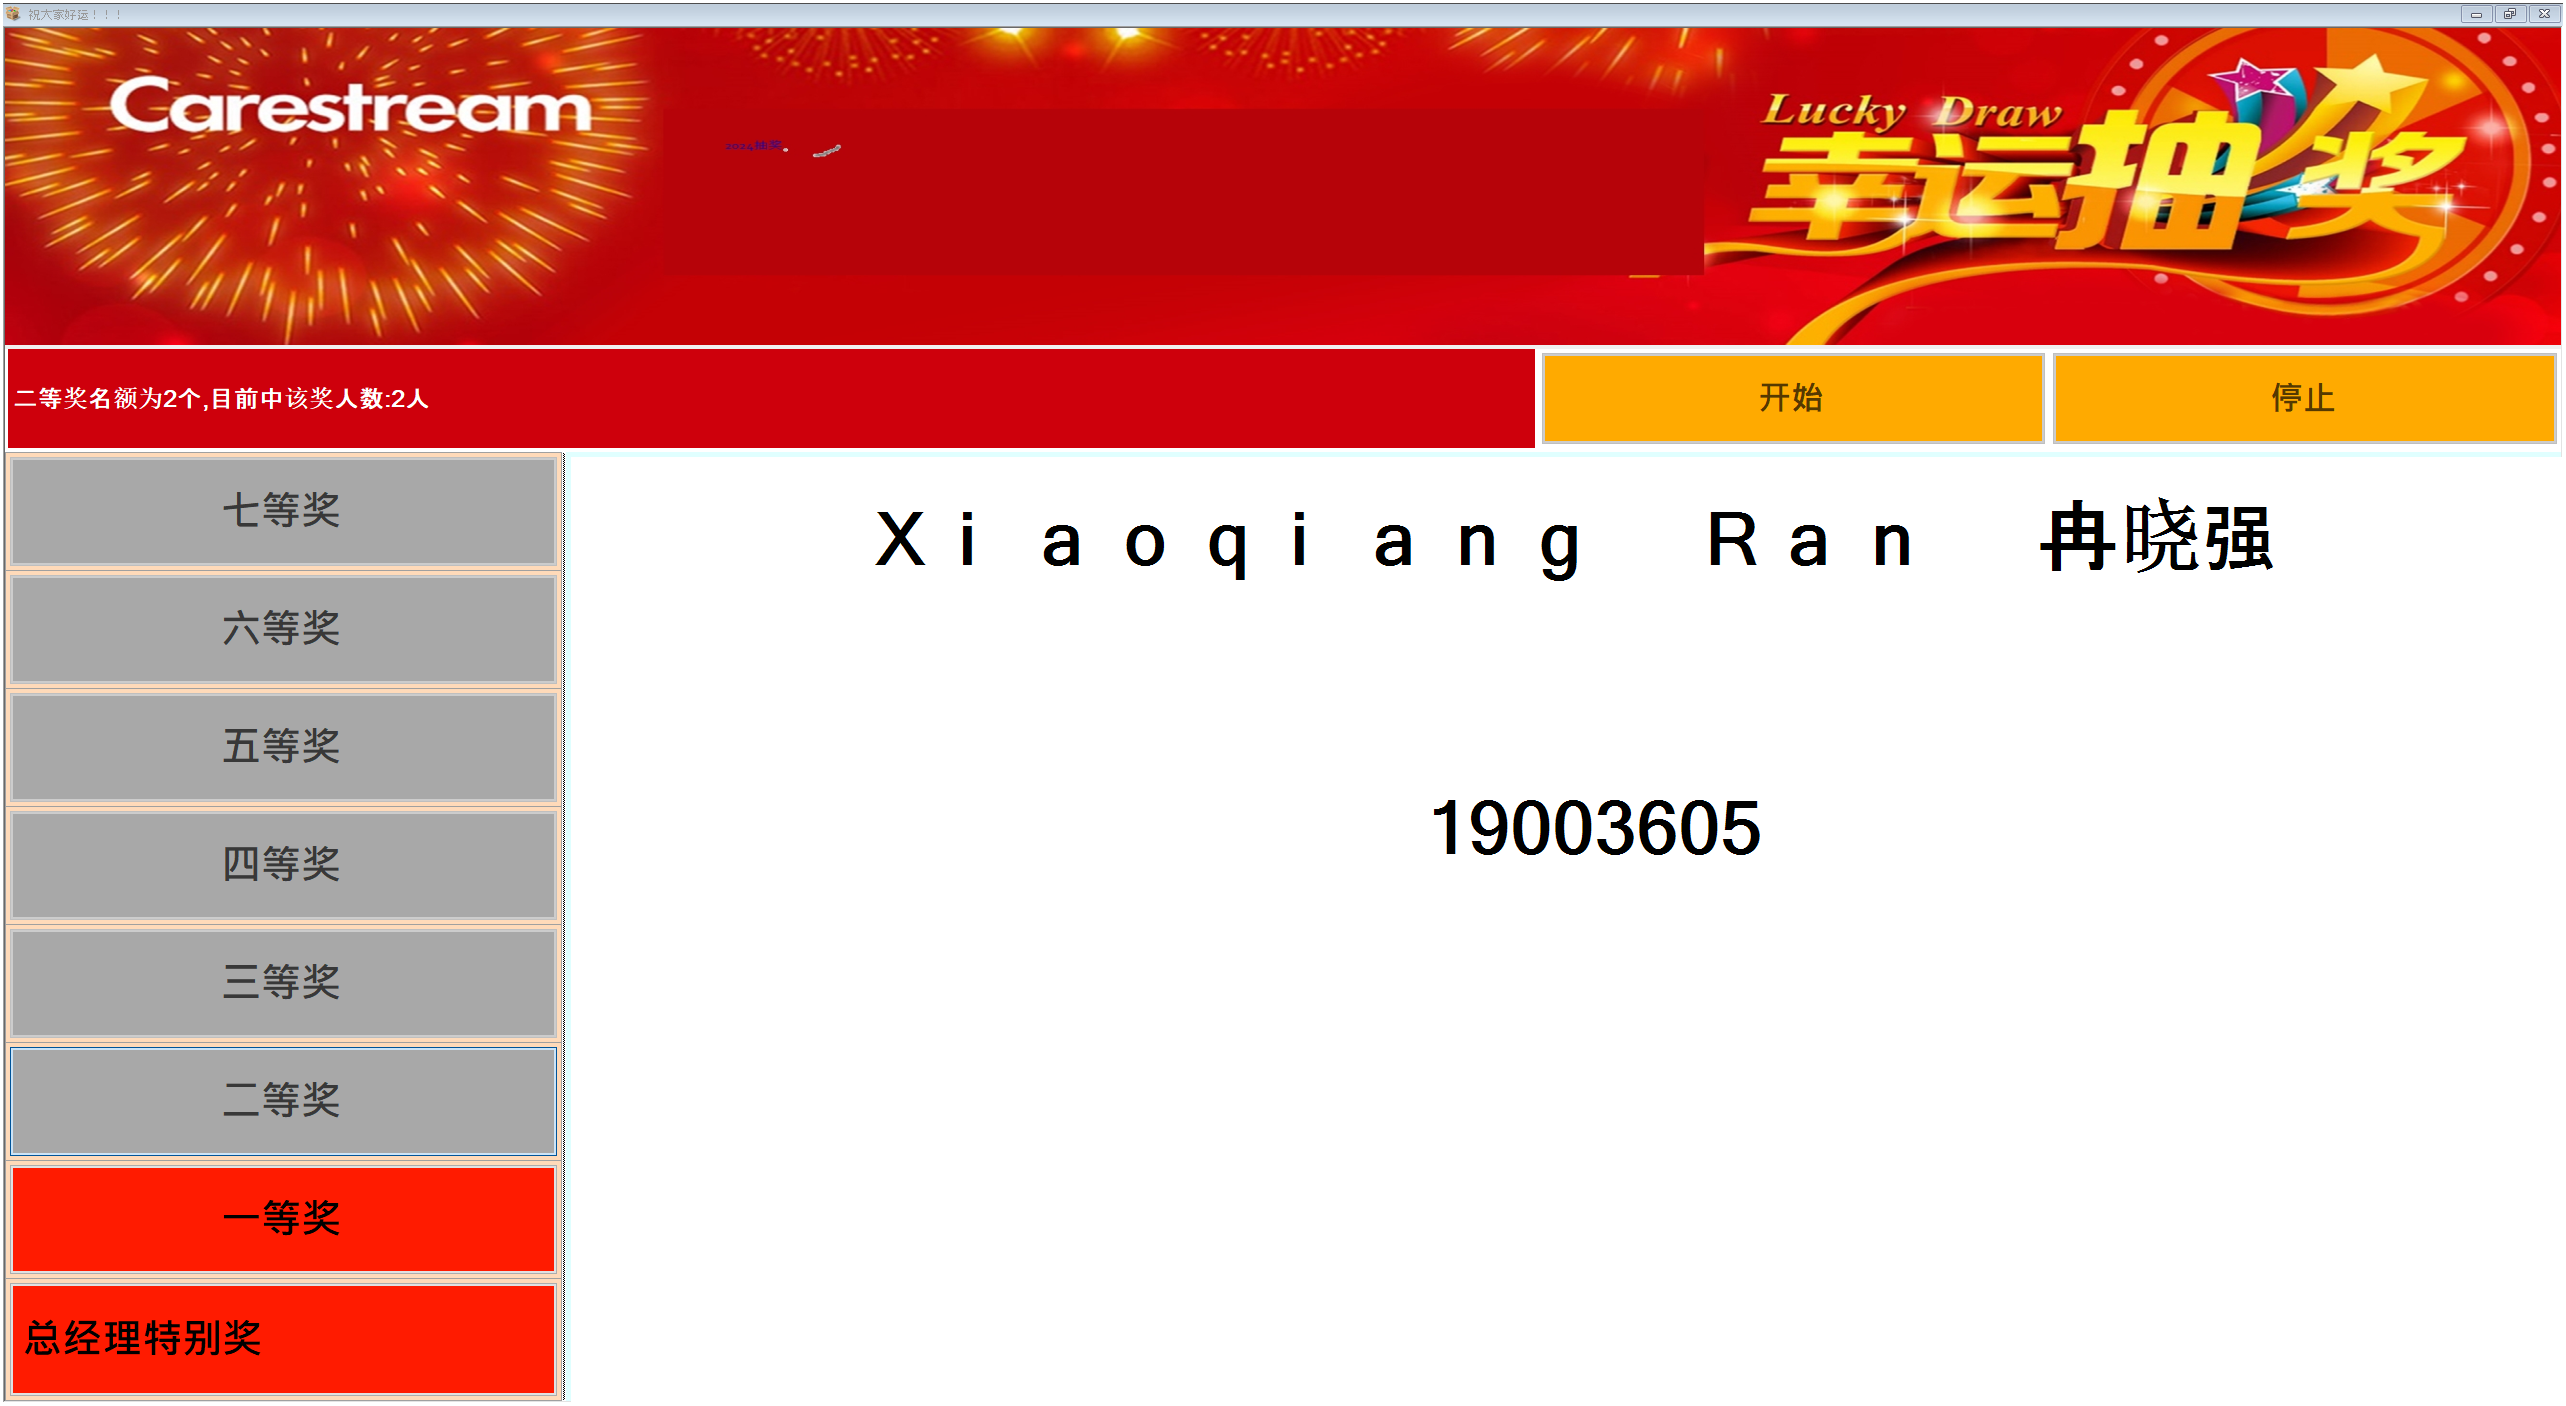 祝大家好运！！！
Carestream
2024抽奖
Lucky Draw
幸运抽奖
二等奖名额为2个,目前中该奖人数:2人
开始
停止
七等奖
六等奖
五等奖
四等奖
三等奖
二等奖
一等奖
总经理特别奖
Xiaoqiang Ran 冉晓强
19003605